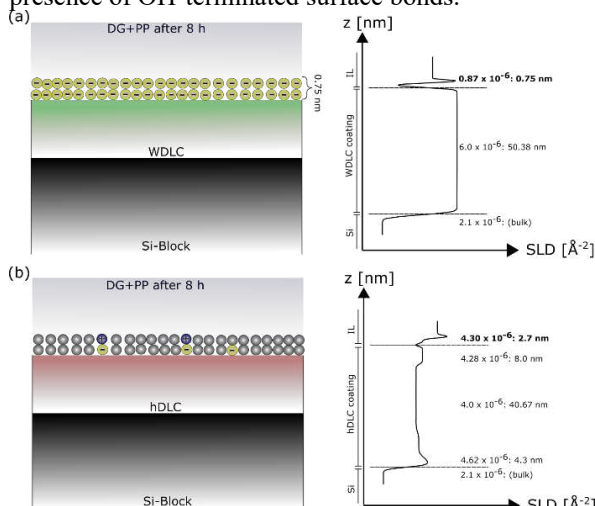 presence of OH-terminated surface bonds.
(a)
DG+PP after 8 h
0.75 nm
WDLC
Si-Block
z [nm]
IL
0.87 x 10⁻⁶: 0.75 nm
WDLC coating
6.0 x 10⁻⁶: 50.38 nm
Si
2.1 x 10⁻⁶: (bulk)
SLD [Å⁻²]
(b)
DG+PP after 8 h
hDLC
Si-Block
z [nm]
IL
4.30 x 10⁻⁶: 2.7 nm
4.28 x 10⁻⁶: 8.0 nm
hDLC coating
4.0 x 10⁻⁶: 40.67 nm
4.62 x 10⁻⁶: 4.3 nm
Si
2.1 x 10⁻⁶: (bulk)
SLD [Å⁻²]